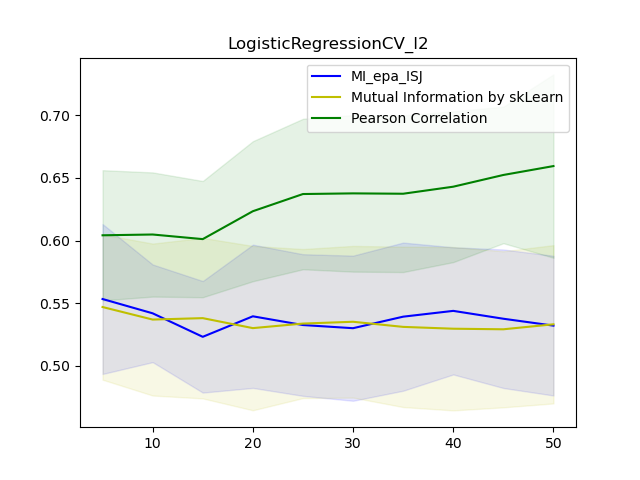 LogisticRegressionCV_l2
MI_epa_ISJ
Mutual Information by skLearn
Pearson Correlation
0.70
0.65
0.60
0.55
0.50
10 20 30 40 50